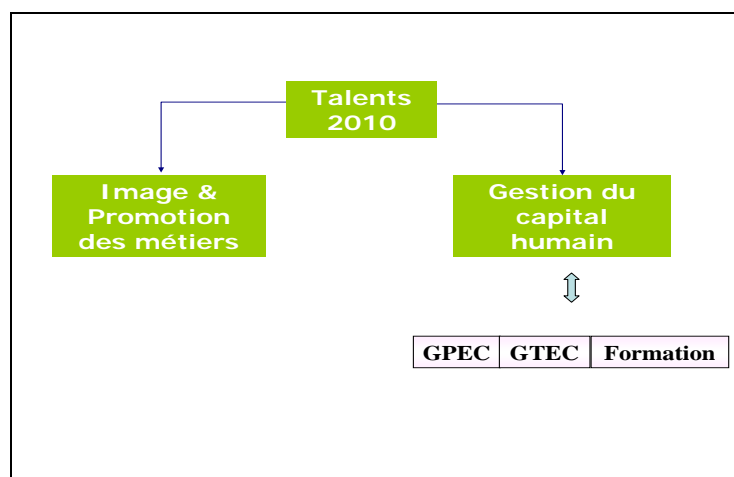 Talents
2010
Image &
Promotion
des métiers
Gestion du
capital
humain
GPEC GTEC Formation